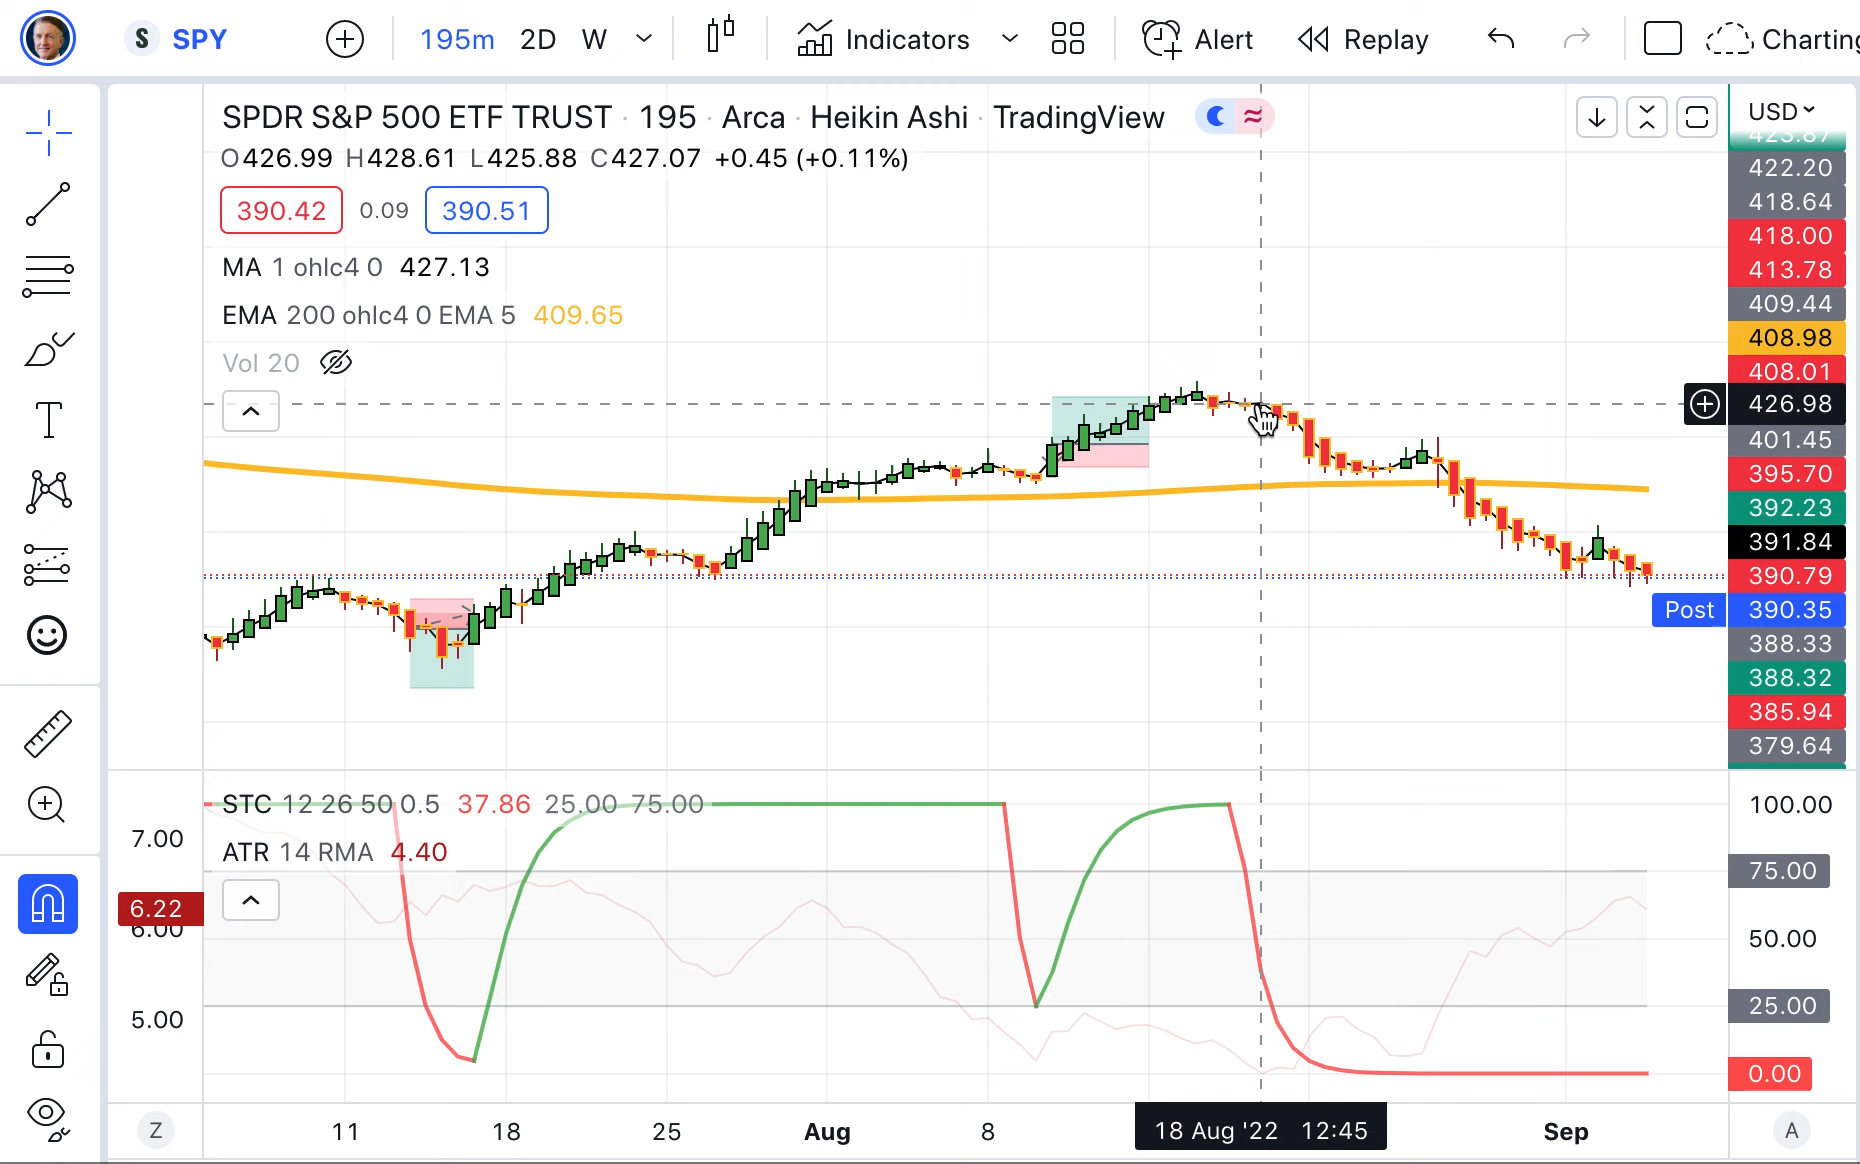 S SPY 195m 2D W Indicators Alert Replay Charting
SPDR S&P 500 ETF TRUST · 195 · Arca · Heikin Ashi · TradingView
O426.99 H428.61 L425.88 C427.07 +0.45 (+0.11%)
390.42 0.09 390.51
MA 1 ohlc4 0 427.13
EMA 200 ohlc4 0 EMA 5 409.65
Vol 20
USD
423.87
422.20
418.64
418.00
413.78
409.44
408.98
408.01
426.98
401.45
395.70
392.23
391.84
390.79
Post 390.35
388.33
388.32
385.94
379.64
STC 12 26 50 0.5 37.86 25.00 75.00
ATR 14 RMA 4.40
7.00
6.22
6.00
5.00
100.00
75.00
50.00
25.00
0.00
Z 11 18 25 Aug 8 18 Aug '22 12:45 Sep A